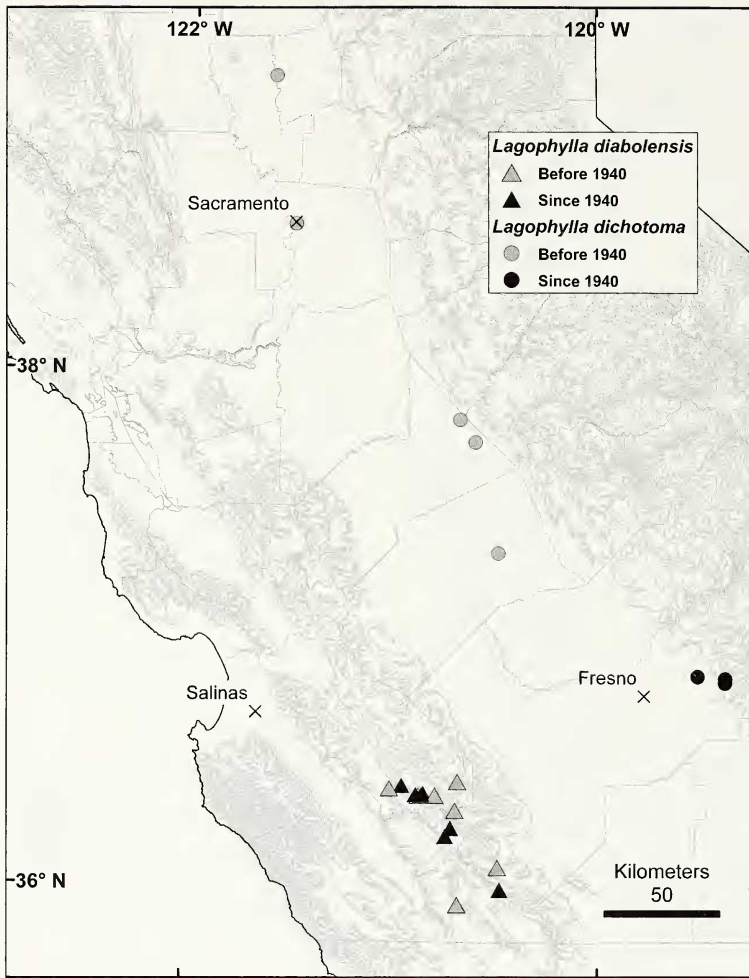 122° W
120° W
Lagophylla diabolensis
Before 1940
Since 1940
Lagophylla dichotoma
Before 1940
Since 1940
Sacramento
38° N
Salinas
Fresno
36° N
Kilometers
50